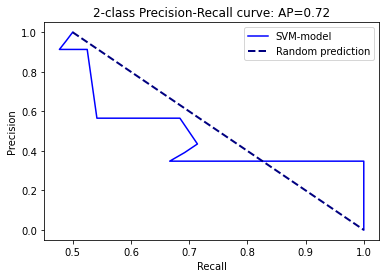 2-class Precision-Recall curve: AP=0.72
SVM-model
Random prediction
1.0
0.8
0.6
0.4
0.2
0.0
Precision
0.5 0.6 0.7 0.8 0.9 1.0
Recall